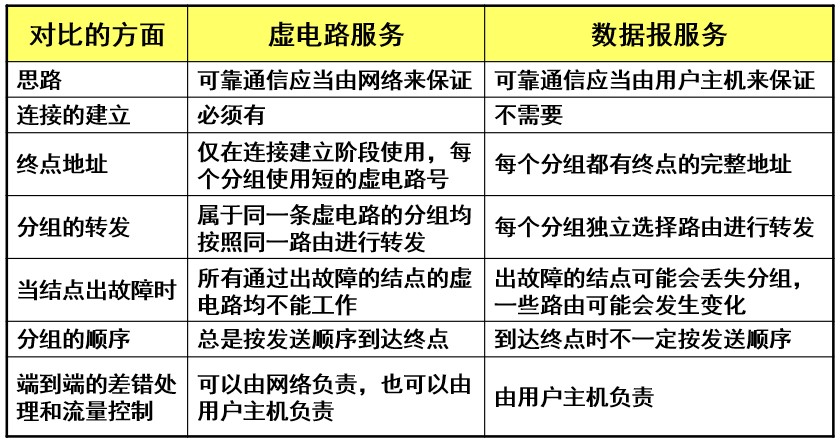 对比的方面 虚电路服务 数据报服务
思路 可靠通信应当由网络来保证 可靠通信应当由用户主机来保证
连接的建立 必须有 不需要
终点地址
仅在连接建立阶段使用，每
个分组使用短的虚电路号
每个分组都有终点的完整地址
分组的转发
属于同一条虚电路的分组均
按照同一路由进行转发
每个分组独立选择路由进行转发
当结点出故障时
所有通过出故障的结点的虚
电路均不能工作
出故障的结点可能会丢失分组，
一些路由可能会发生变化
分组的顺序 总是按发送顺序到达终点 到达终点时不一定按发送顺序
端到端的差错处
理和流量控制
可以由网络负责，也可以由
用户主机负责
由用户主机负责